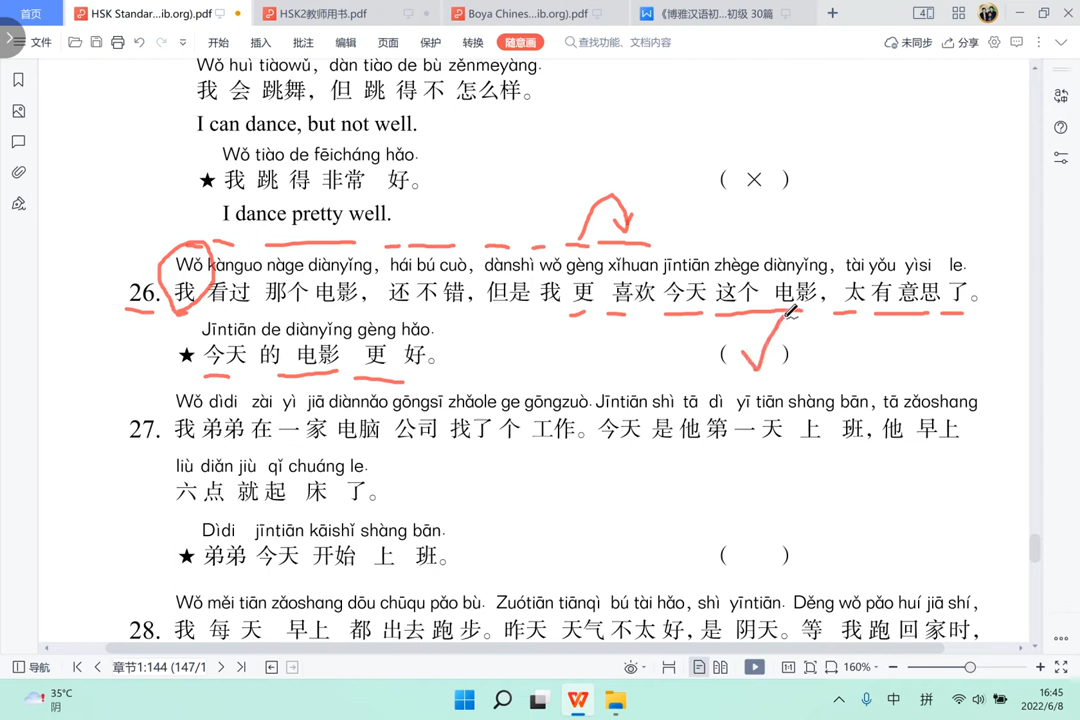 首页 HSK Standar...ib.org).pdf HSK2教师用书.pdf Boya Chines...ib.org).pdf 《博雅汉语初...初级 30篇
文件 开始 插入 批注 编辑 页面 保护 转换 随意画 查找功能、文档内容 未同步 分享
Wǒ huì tiàowǔ, dàn tiào de bù zěnmeyàng.
我 会 跳舞, 但 跳 得 不 怎么样。
I can dance, but not well.
Wǒ tiào de fēicháng hǎo.
★ 我 跳 得 非常 好。 ( × )
I dance pretty well.
Wǒ kànguo nàge diànyǐng, hái bú cuò, dànshì wǒ gèng xǐhuan jīntiān zhège diànyǐng, tài yǒu yìsi le.
26. 我 看过 那个 电影, 还 不 错, 但是 我 更 喜欢 今天 这个 电影, 太 有 意思 了。
Jīntiān de diànyǐng gèng hǎo.
★ 今天 的 电影 更 好。 ( √ )
Wǒ dìdi zài yì jiā diànnǎo gōngsī zhǎole ge gōngzuò. Jīntiān shì tā dì yī tiān shàng bān, tā zǎoshang
27. 我 弟弟 在 一 家 电脑 公司 找了 个 工作。 今天 是 他 第 一 天 上 班, 他 早上
liù diǎn jiù qǐ chuáng le.
六 点 就 起 床 了。
Dìdi jīntiān kāishǐ shàng bān.
★ 弟弟 今天 开始 上 班。 ( )
Wǒ měi tiān zǎoshang dōu chūqu pǎo bù. Zuótiān tiānqì bú tài hǎo, shì yīntiān. Děng wǒ pǎo huí jiā shí,
28. 我 每 天 早上 都 出去 跑 步。 昨天 天气 不 太 好, 是 阴天。 等 我 跑 回 家 时,
导航 章节1:144 (147/1 160%
35°C
阴
中 拼 16:45
2022/6/8